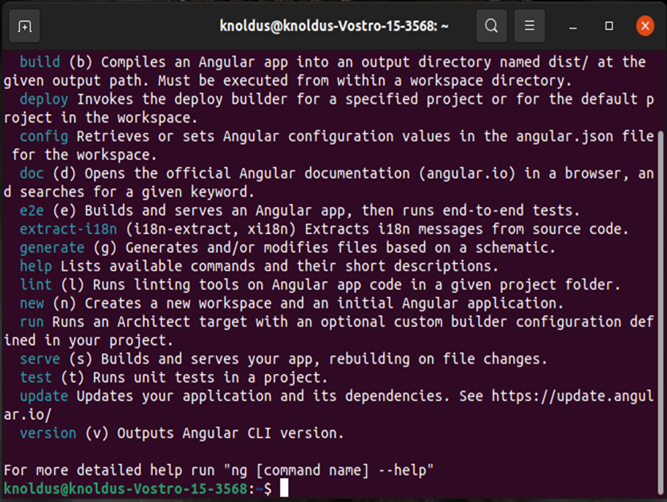 knoldus@knoldus-Vostro-15-3568: ~
build (b) Compiles an Angular app into an output directory named dist/ at the
given output path. Must be executed from within a workspace directory.
deploy Invokes the deploy builder for a specified project or for the default p
roject in the workspace.
config Retrieves or sets Angular configuration values in the angular.json file
for the workspace.
doc (d) Opens the official Angular documentation (angular.io) in a browser, an
d searches for a given keyword.
e2e (e) Builds and serves an Angular app, then runs end-to-end tests.
extract-i18n (i18n-extract, xi18n) Extracts i18n messages from source code.
generate (g) Generates and/or modifies files based on a schematic.
help Lists available commands and their short descriptions.
lint (l) Runs linting tools on Angular app code in a given project folder.
new (n) Creates a new workspace and an initial Angular application.
run Runs an Architect target with an optional custom builder configuration def
ined in your project.
serve (s) Builds and serves your app, rebuilding on file changes.
test (t) Runs unit tests in a project.
update Updates your application and its dependencies. See https://update.angul
ar.io/
version (v) Outputs Angular CLI version.
For more detailed help run "ng [command name] --help"
knoldus@knoldus-Vostro-15-3568:~$